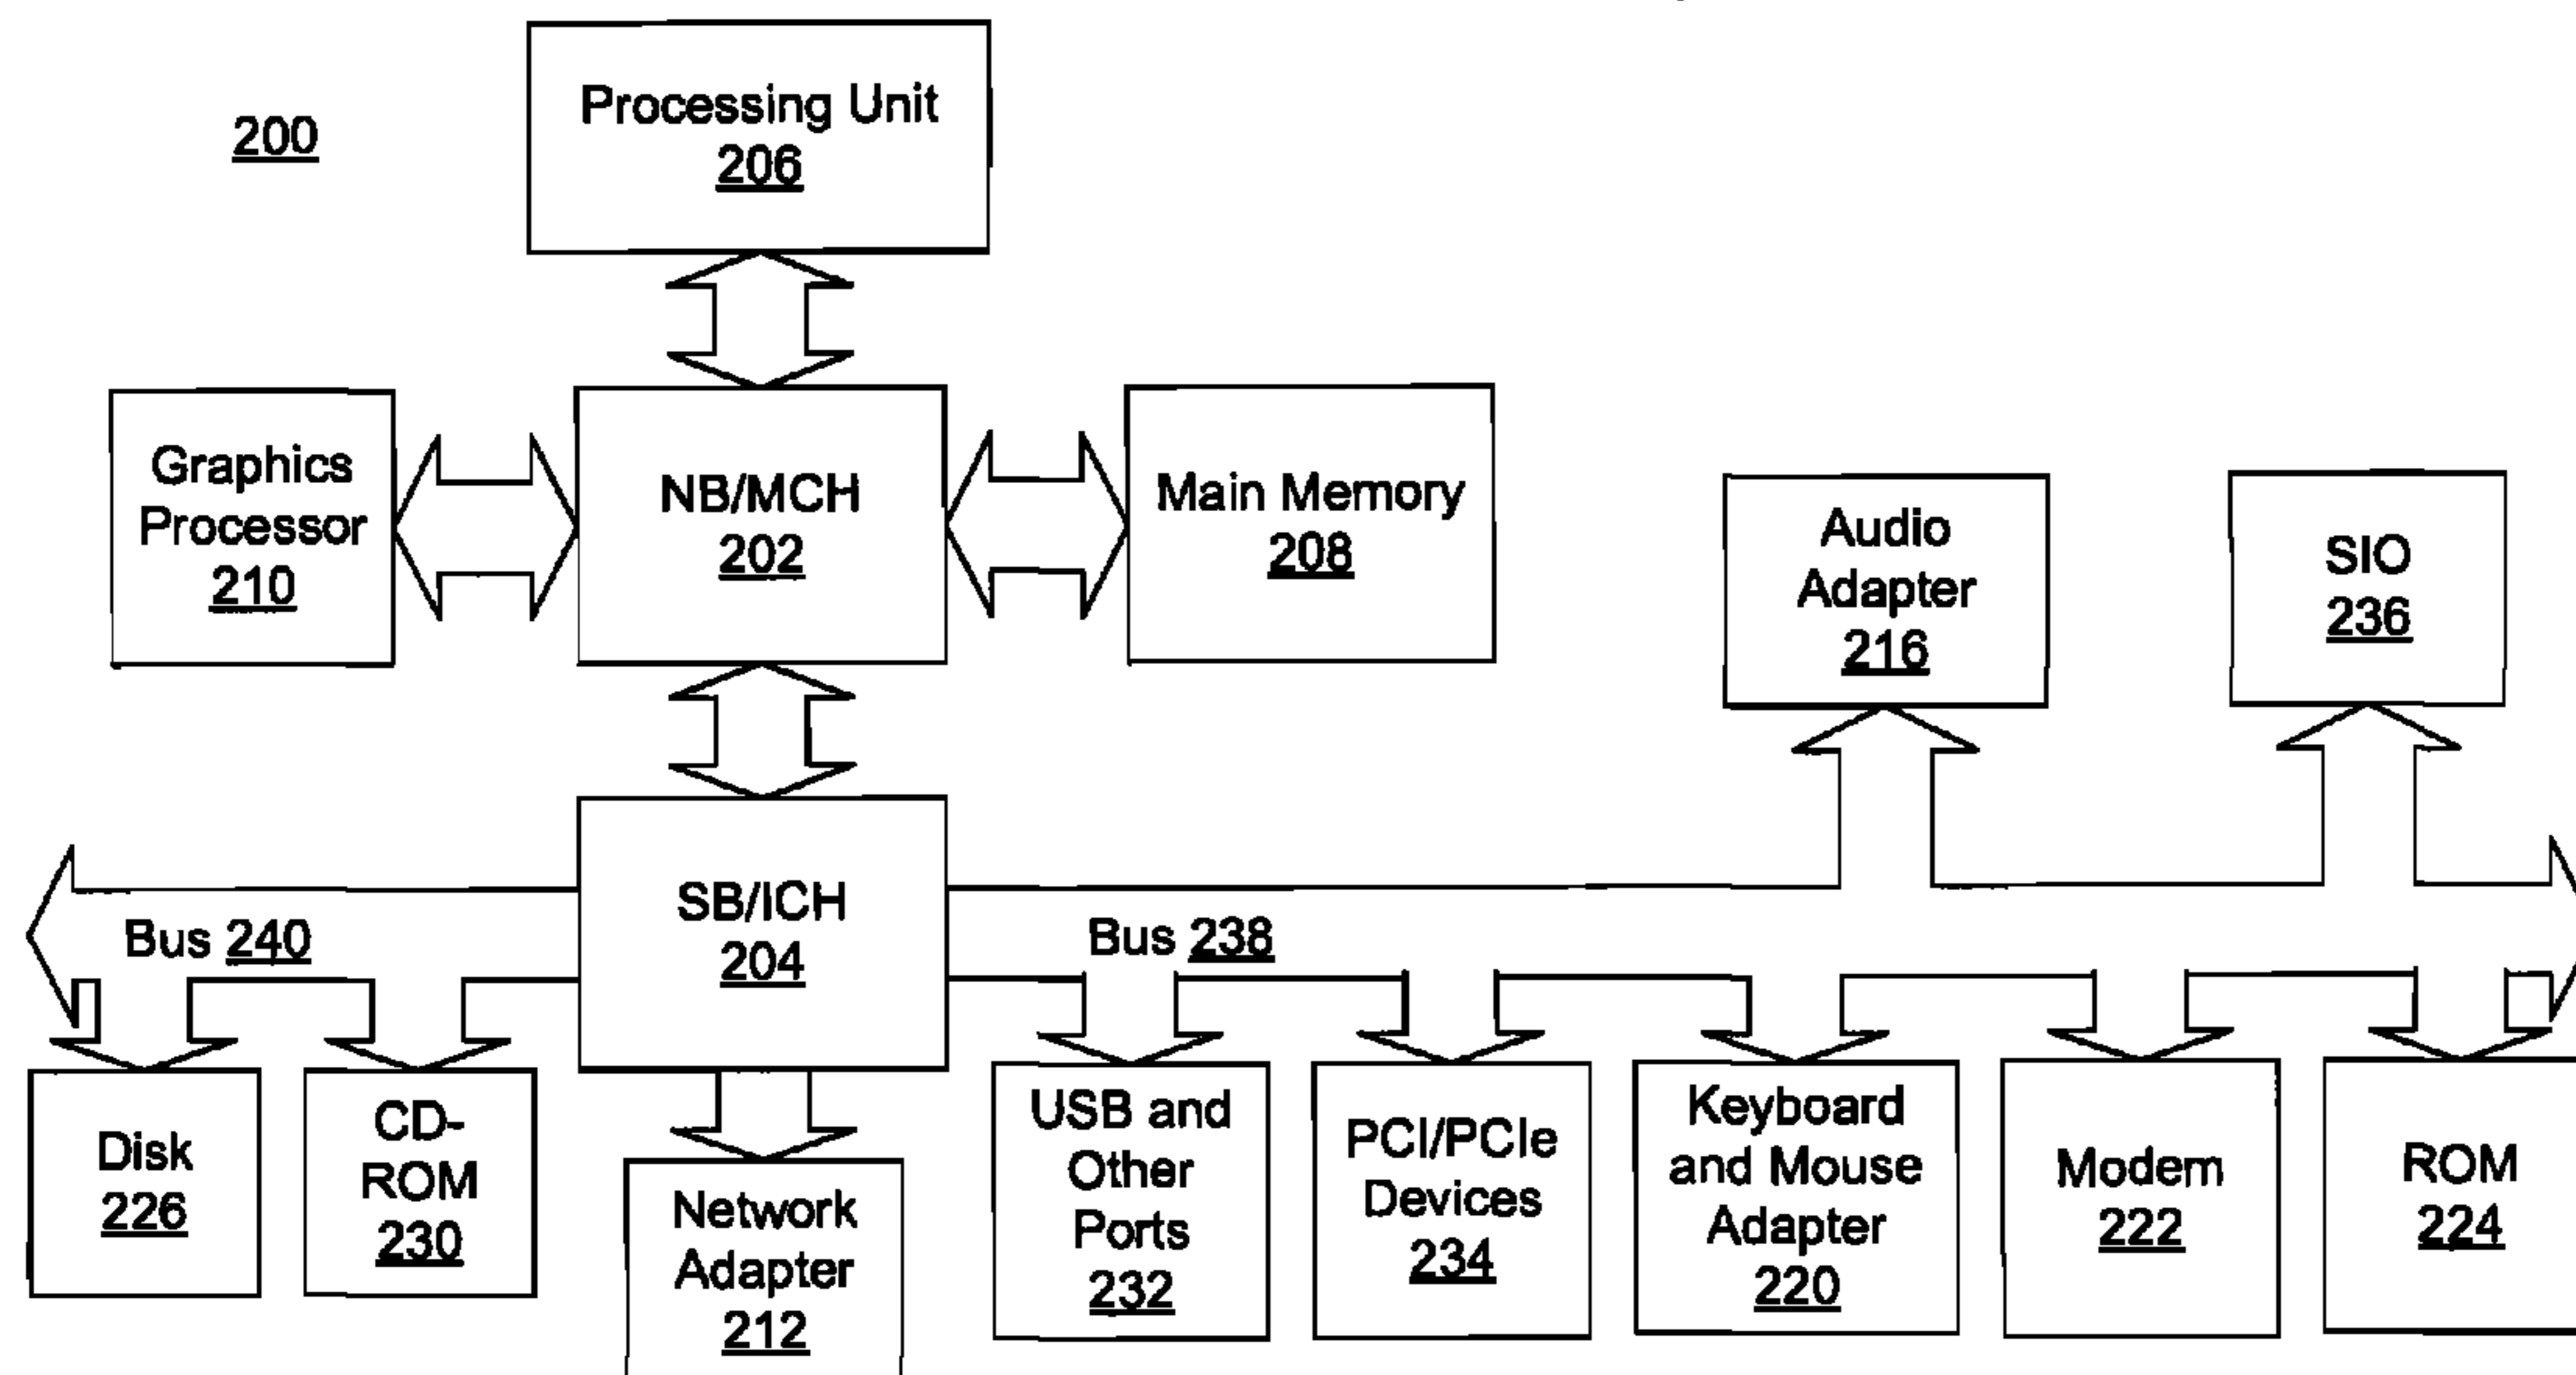 200
Processing Unit
206
Graphics
Processor
210
NB/MCH
202
Main Memory
208
Audio
Adapter
216
SIO
236
Bus 240
SB/ICH
204
Bus 238
Disk
226
CD-
ROM
230
Network
Adapter
212
USB and
Other
Ports
232
PCI/PCIe
Devices
234
Keyboard
and Mouse
Adapter
220
Modem
222
ROM
224